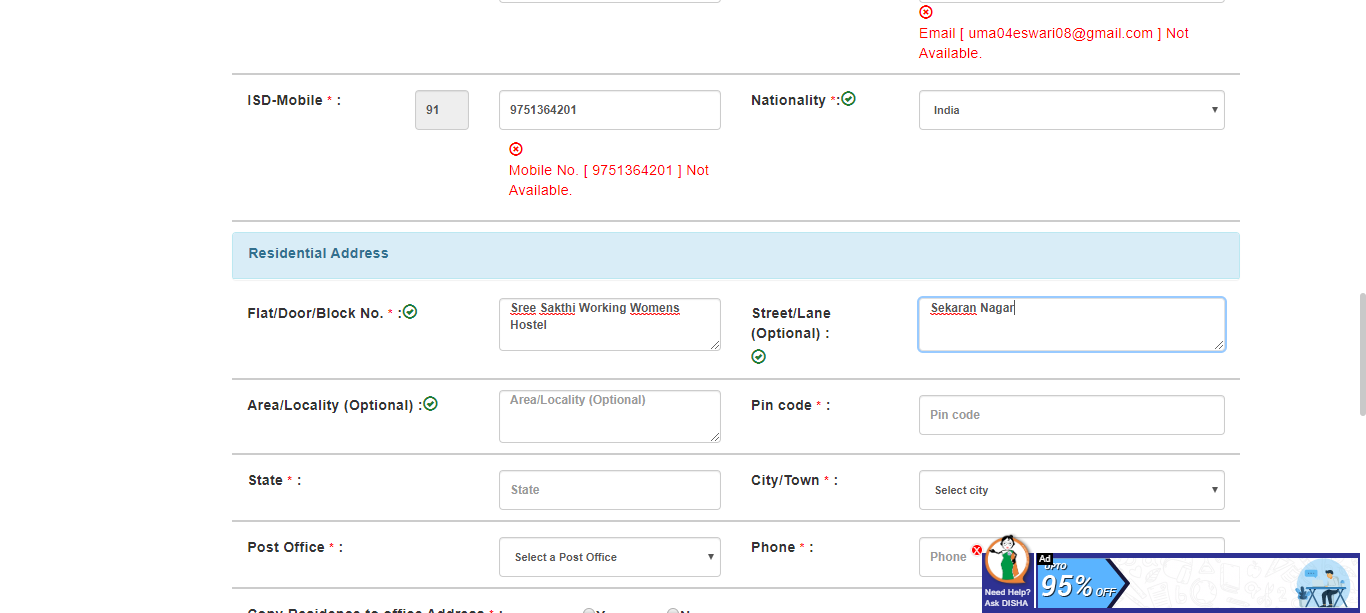 Email [ uma04eswari08@gmail.com ] Not
Available.
ISD-Mobile * :
91
9751364201
Nationality *:
India
Mobile No. [ 9751364201 ] Not
Available.
Residential Address
Flat/Door/Block No. * :
Sree Sakthi Working Womens
Hostel
Street/Lane
(Optional) :
Sekaran Nagar
Area/Locality (Optional) :
Area/Locality (Optional)
Pin code * :
Pin code
State * :
State
City/Town * :
Select city
Post Office * :
Select a Post Office
Phone * :
Phone
Need Help?
Ask DISHA
Ad
UPTO
95% OFF
Copy Residence to office Address * :